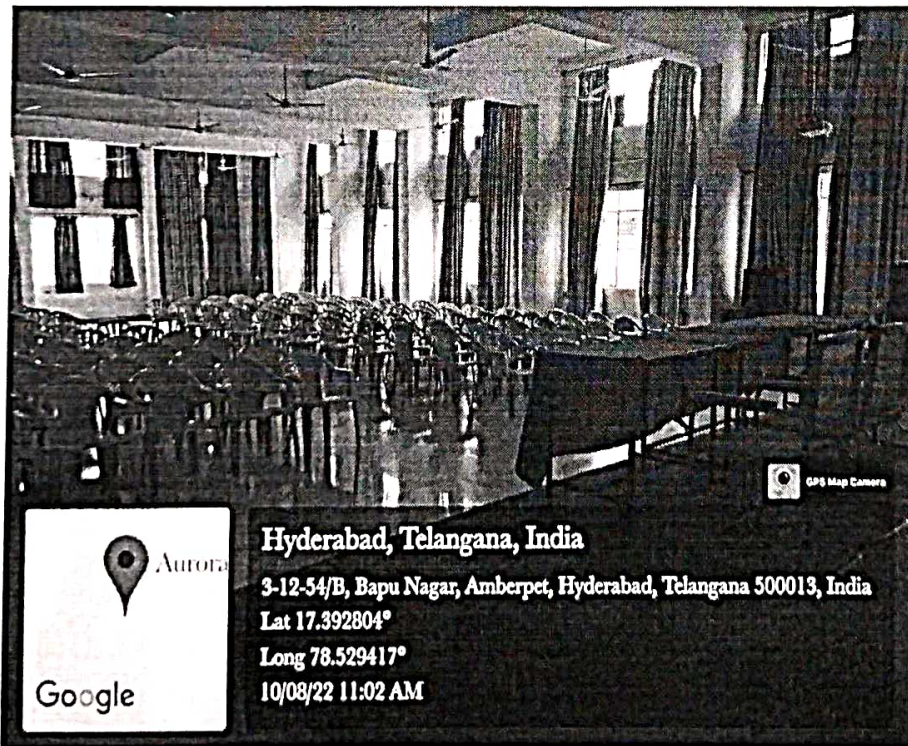 GPS Map Camera
Aurora
Google
Hyderabad, Telangana, India
3-12-54/B, Bapu Nagar, Amberpet, Hyderabad, Telangana 500013, India
Lat 17.392804°
Long 78.529417°
10/08/22 11:02 AM